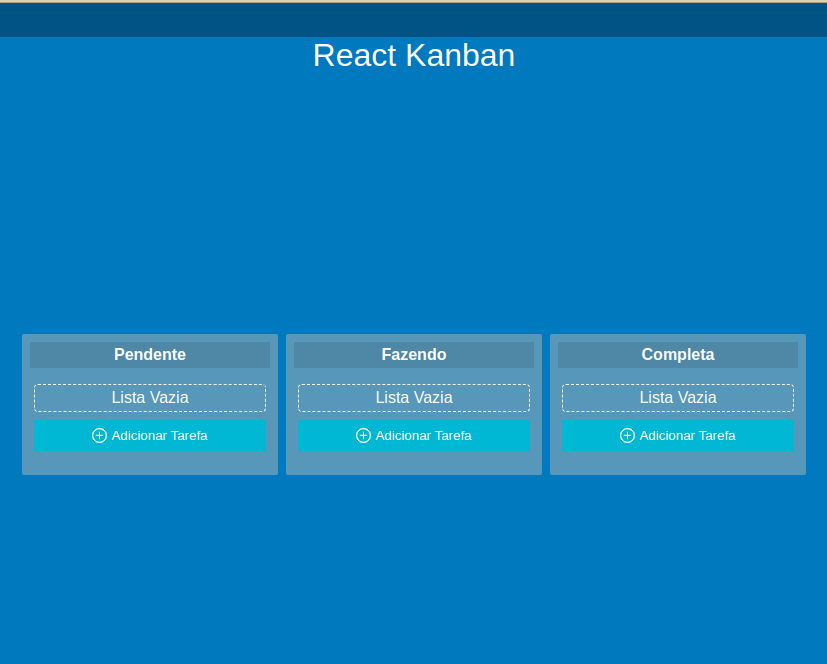 React Kanban
Pendente
Lista Vazia
Adicionar Tarefa
Fazendo
Lista Vazia
Adicionar Tarefa
Completa
Lista Vazia
Adicionar Tarefa